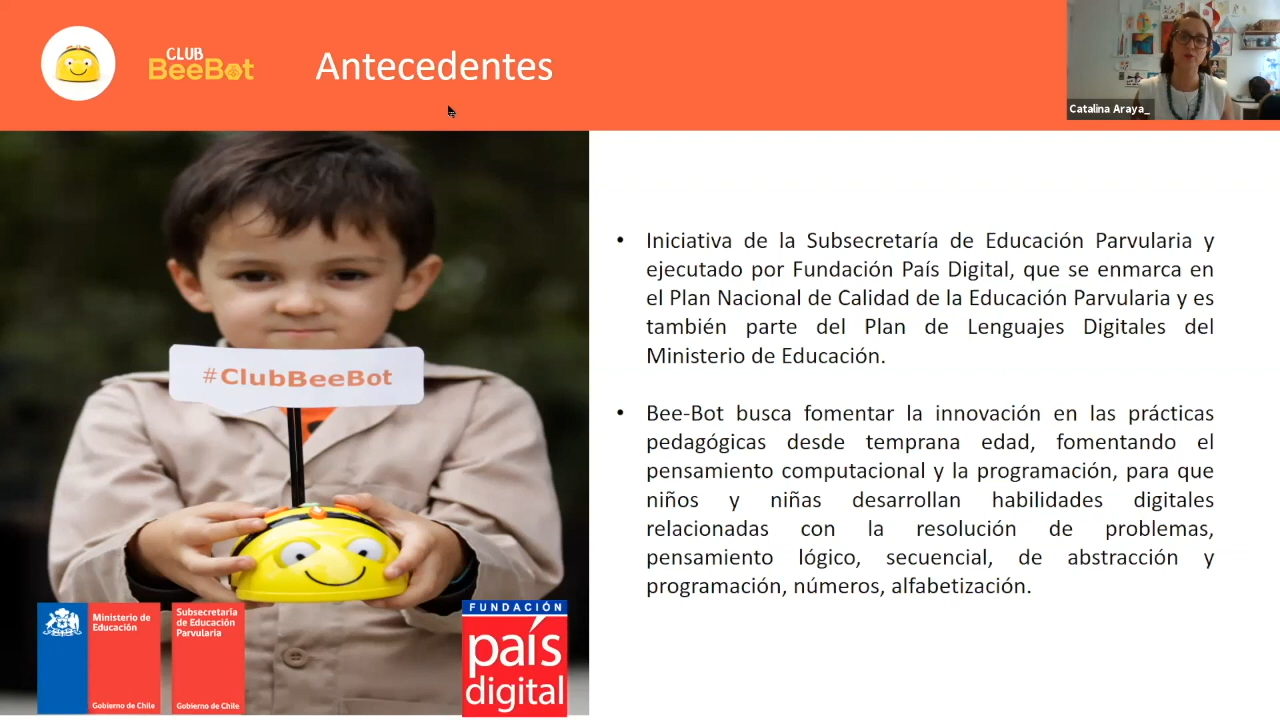 CLUB
BeeBot
Antecedentes
Catalina Araya_
#ClubBeeBot
Iniciativa de la Subsecretaría de Educación Parvularia y
ejecutado por Fundación País Digital, que se enmarca en
el Plan Nacional de Calidad de la Educación Parvularia y es
también parte del Plan de Lenguajes Digitales del
Ministerio de Educación.
Bee-Bot busca fomentar la innovación en las prácticas
pedagógicas desde temprana edad, fomentando el
pensamiento computacional y la programación, para que
niños y niñas desarrollan habilidades digitales
relacionadas con la resolución de problemas,
pensamiento lógico, secuencial, de abstracción y
programación, números, alfabetización.
Ministerio de
Educación
Gobierno de Chile
Subsecretaría
de Educación
Parvularia
Gobierno de Chile
FUNDACIÓN
país
digital